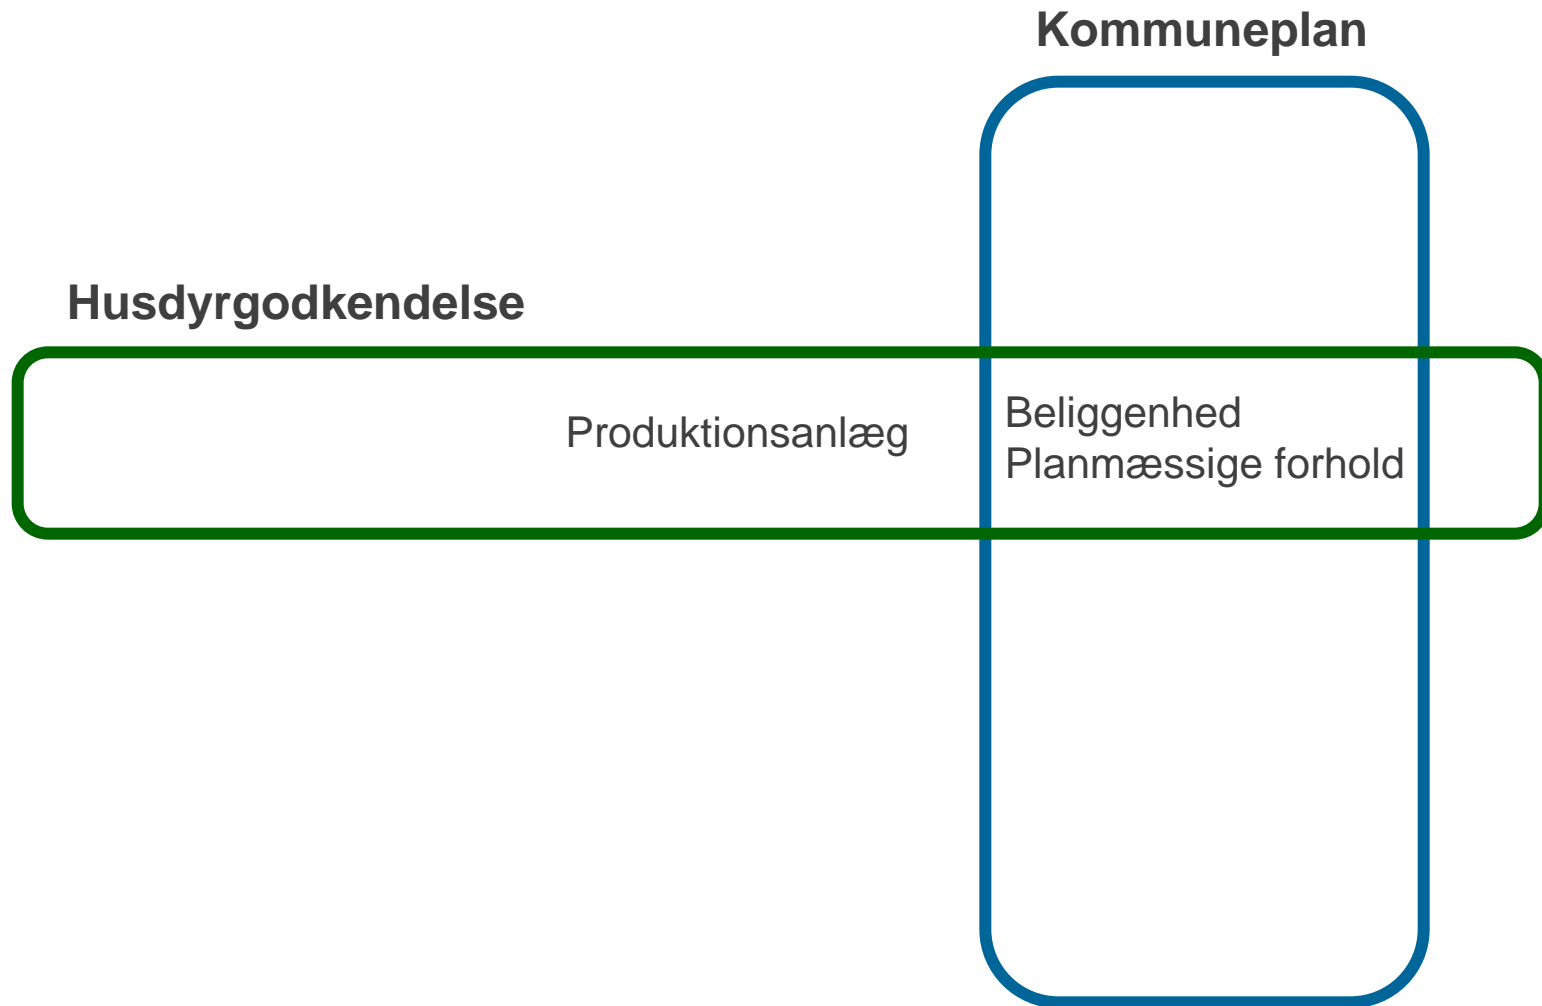 Kommuneplan
Husdyrgodkendelse
Produktionsanlæg
Beliggenhed
Planmæssige forhold